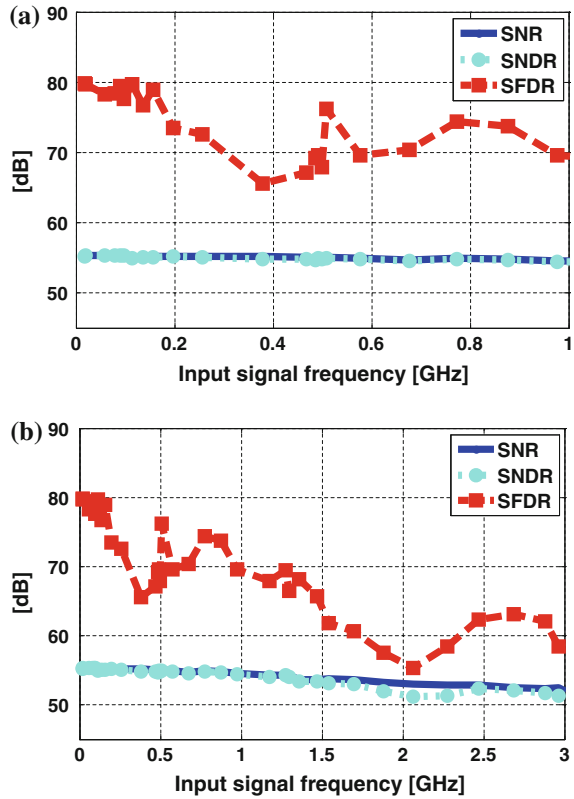 (a)
90
80
70
60
50
[dB]
SNR
SNDR
SFDR
0 0.2 0.4 0.6 0.8 1
Input signal frequency [GHz]
(b)
90
80
70
60
50
[dB]
SNR
SNDR
SFDR
0 0.5 1 1.5 2 2.5 3
Input signal frequency [GHz]